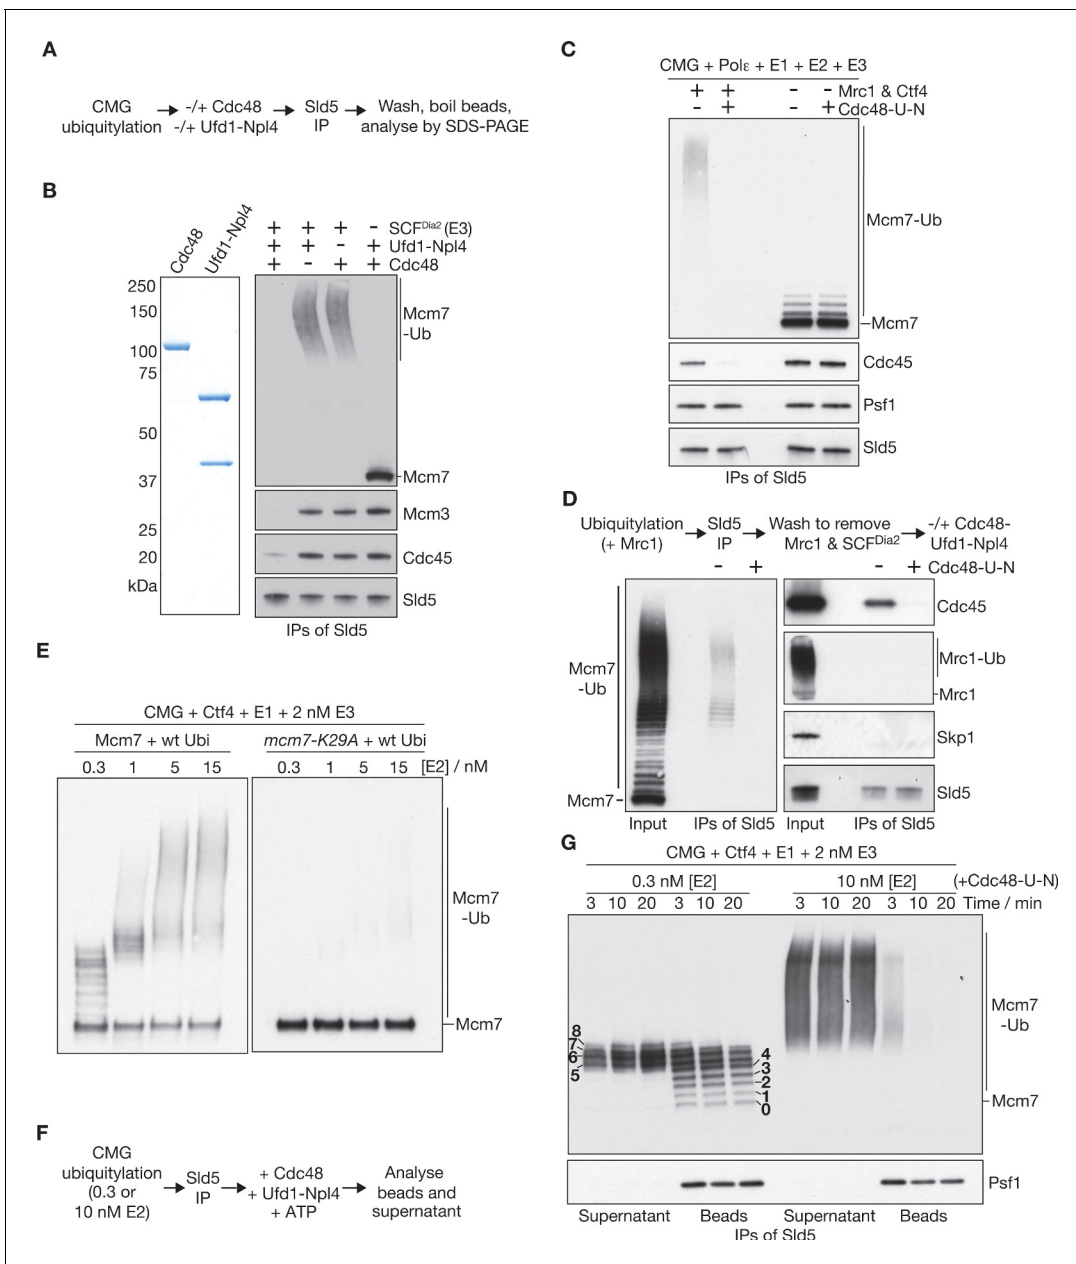 A
CMG
ubiquitylation
-/+ Cdc48
-/+ Ufd1-Npl4
Sld5
IP
Wash, boil beads,
analyse by SDS-PAGE
B
Cdc48
Ufd1-Npl4
250
150
100
75
50
37
25
20
kDa
+ + + - SCFDia2 (E3)
+ + - + Ufd1-Npl4
+ - + + Cdc48
Mcm7
-Ub
Mcm7
Mcm3
Cdc45
Sld5
IPs of Sld5
C
CMG + Polε + E1 + E2 + E3
+ + - - Mrc1 & Ctf4
- + - + Cdc48-U-N
Mcm7-Ub
Mcm7
Cdc45
Psf1
Sld5
IPs of Sld5
D
Ubiquitylation
(+ Mrc1)
Sld5
IP
Wash to remove
Mrc1 & SCFDia2
-/+ Cdc48-
Ufd1-Npl4
- + - + Cdc48-U-N
Mcm7
-Ub
Mcm7
Cdc45
Mrc1-Ub
Mrc1
Skp1
Sld5
Input IPs of Sld5 Input IPs of Sld5
E
CMG + Ctf4 + E1 + 2 nM E3
Mcm7 + wt Ubi mcm7-K29A + wt Ubi
0.3 1 5 15 0.3 1 5 15 [E2] / nM
Mcm7
-Ub
Mcm7
F
CMG
ubiquitylation
(0.3 or
10 nM E2)
Sld5
IP
+ Cdc48
+ Ufd1-Npl4
+ ATP
Analyse
beads and
supernatant
G
CMG + Ctf4 + E1 + 2 nM E3
0.3 nM [E2] 10 nM [E2] (+Cdc48-U-N)
3 10 20 3 10 20 3 10 20 3 10 20 Time / min
8
7
6
5
4
3
2
1
0
Mcm7
-Ub
Mcm7
Psf1
Supernatant Beads Supernatant Beads
IPs of Sld5